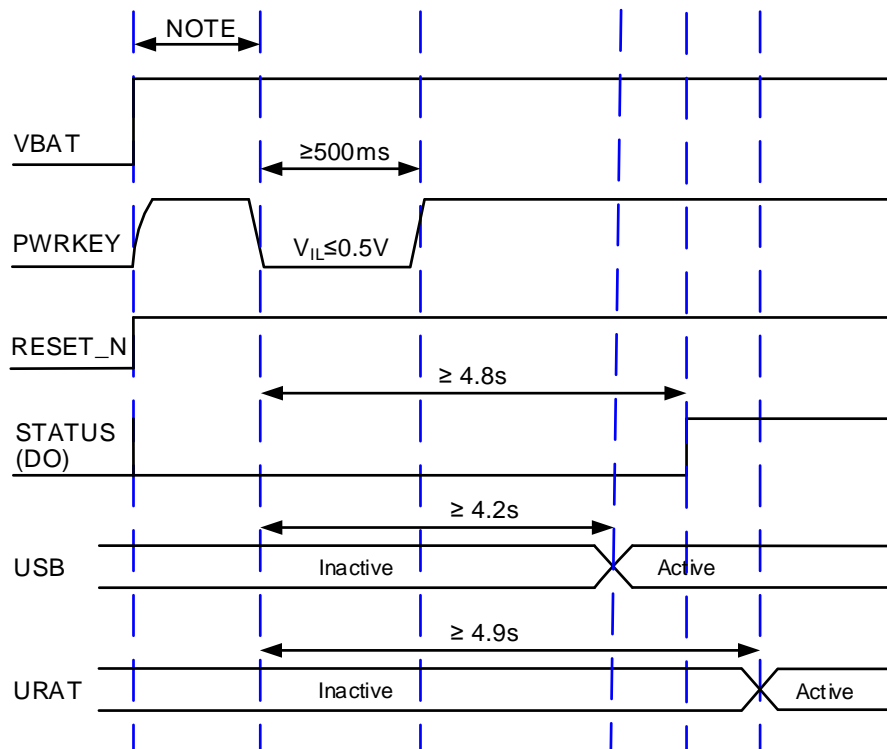 NOTE
VBAT
≥500ms
PWRKEY
VIL≤0.5V
RESET_N
≥ 4.8s
STATUS
(DO)
≥ 4.2s
USB
Inactive
Active
≥ 4.9s
URAT
Inactive
Active